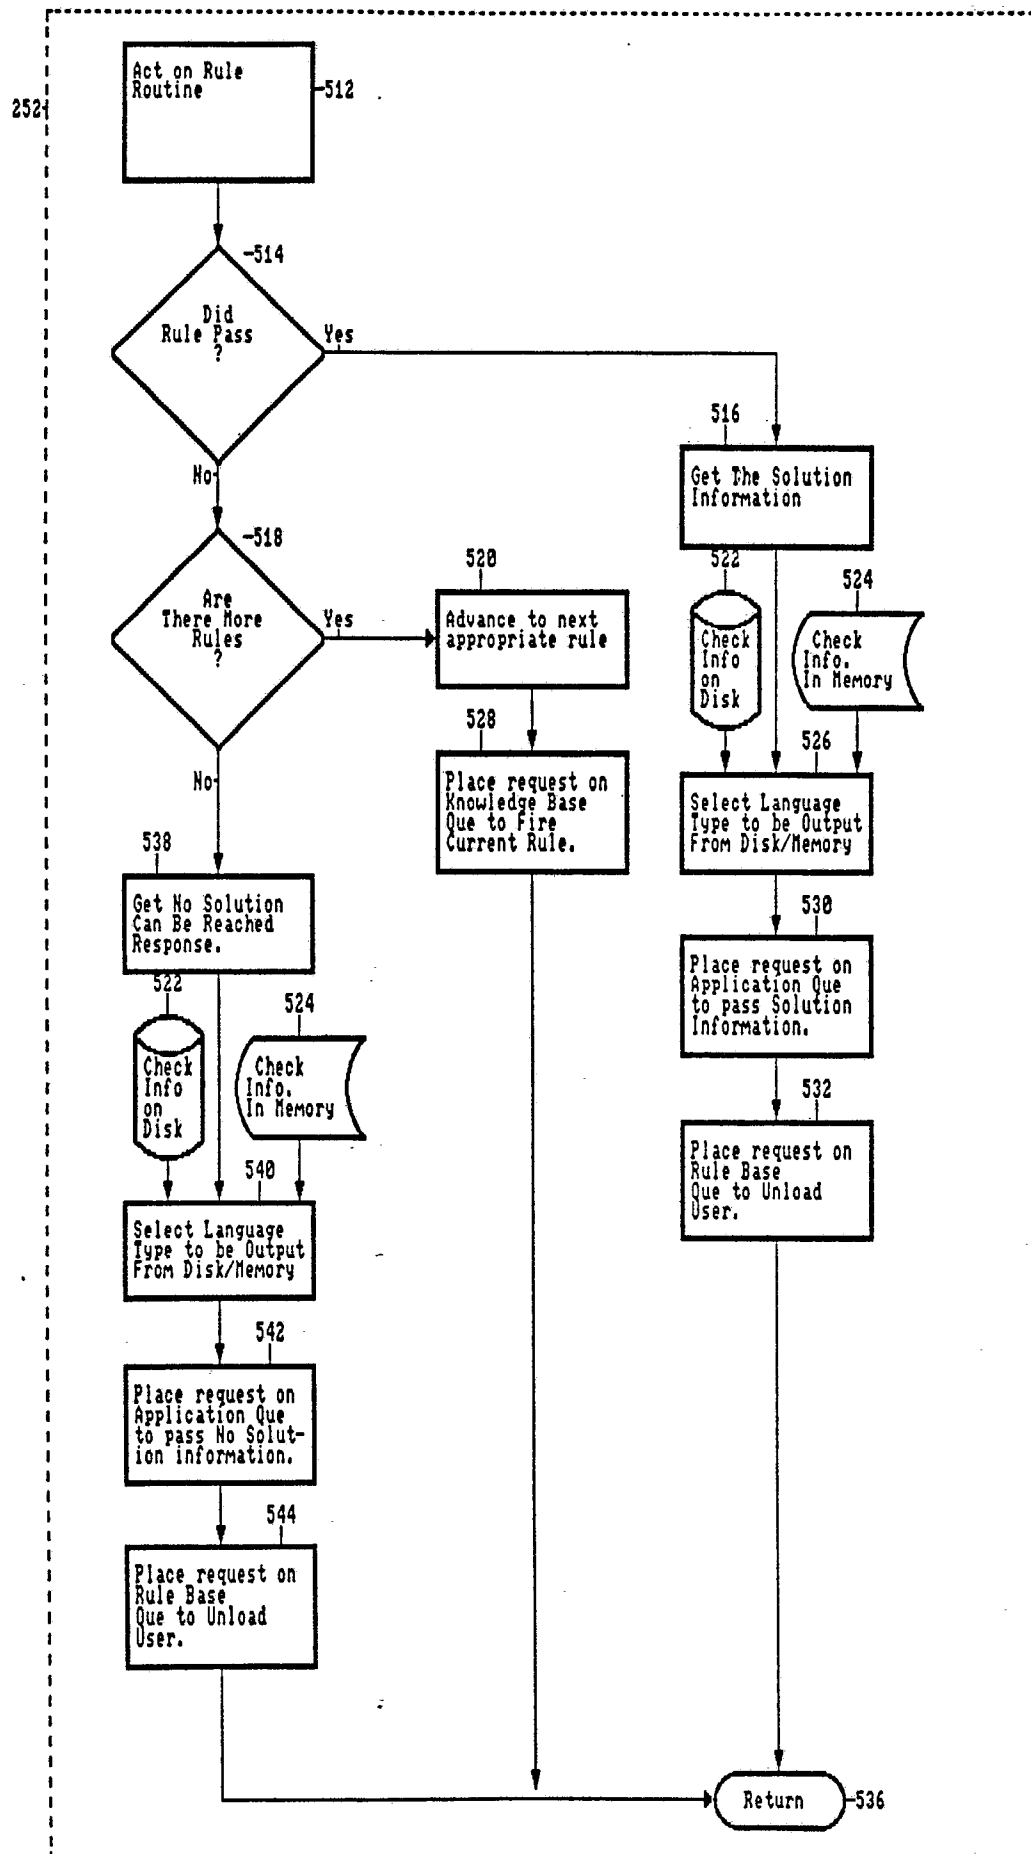 Act on Rule
Routine
512
252
514
Did
Rule Pass
?
Yes
No
516
Get The Solution
Information
518
Are
There More
Rules
?
Yes
No
520
Advance to next
appropriate rule
522
Check
Info
on
Disk
524
Check
Info.
In Memory
528
Place request on
Knowledge Base
Que to Fire
Current Rule.
526
Select Language
Type to be Output
From Disk/Memory
538
Get No Solution
Can Be Reached
Response.
530
Place request on
Application Que
to pass Solution
Information.
522
Check
Info
on
Disk
524
Check
Info.
In Memory
532
Place request on
Rule Base
Que to Unload
User.
540
Select Language
Type to be Output
From Disk/Memory
542
Place request on
Application Que
to pass No Solut-
ion information.
544
Place request on
Rule Base
Que to Unload
User.
Return
536